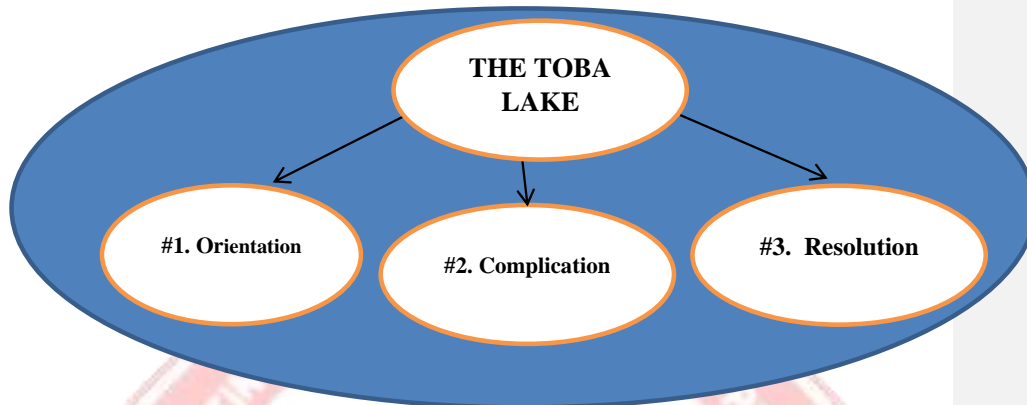 THE TOBA
LAKE
#1. Orientation
#2. Complication
#3. Resolution